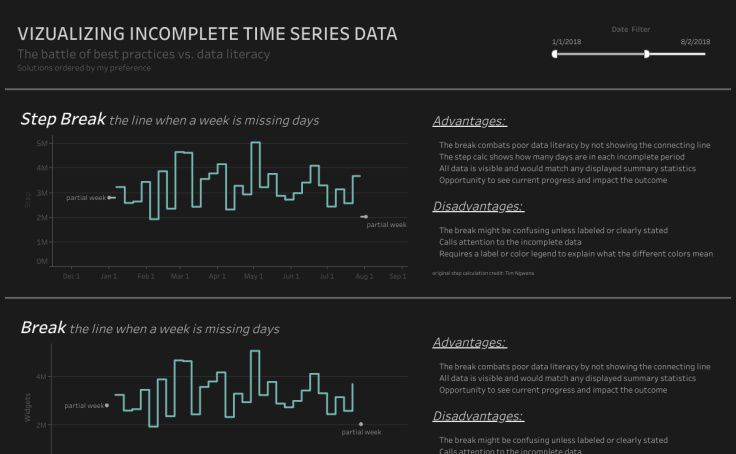 VIZUALIZING INCOMPLETE TIME SERIES DATA
The battle of best practices vs. data literacy
Solutions ordered by my preference
Date Filter
1/1/2018
8/2/2018
Step Break the line when a week is missing days
5M
4M
3M
2M
1M
0M
Step
partial week
partial week
Dec 1
Jan 1
Feb 1
Mar 1
Apr 1
May 1
Jun 1
Jul 1
Aug 1
Sep 1
Advantages:
The break combats poor data literacy by not showing the connecting line
The step calc shows how many days are in each incomplete period
All data is visible and would match any displayed summary statistics
Opportunity to see current progress and impact the outcome
Disadvantages:
The break might be confusing unless labeled or clearly stated
Calls attention to the incomplete data
Requires a label or color legend to explain what the different colors mean
original step calculation credit: Tim Ngwena
Break the line when a week is missing days
4M
2M
Widgets
partial week
partial week
Advantages:
The break combats poor data literacy by not showing the connecting line
All data is visible and would match any displayed summary statistics
Opportunity to see current progress and impact the outcome
Disadvantages:
The break might be confusing unless labeled or clearly stated
Calls attention to the incomplete data